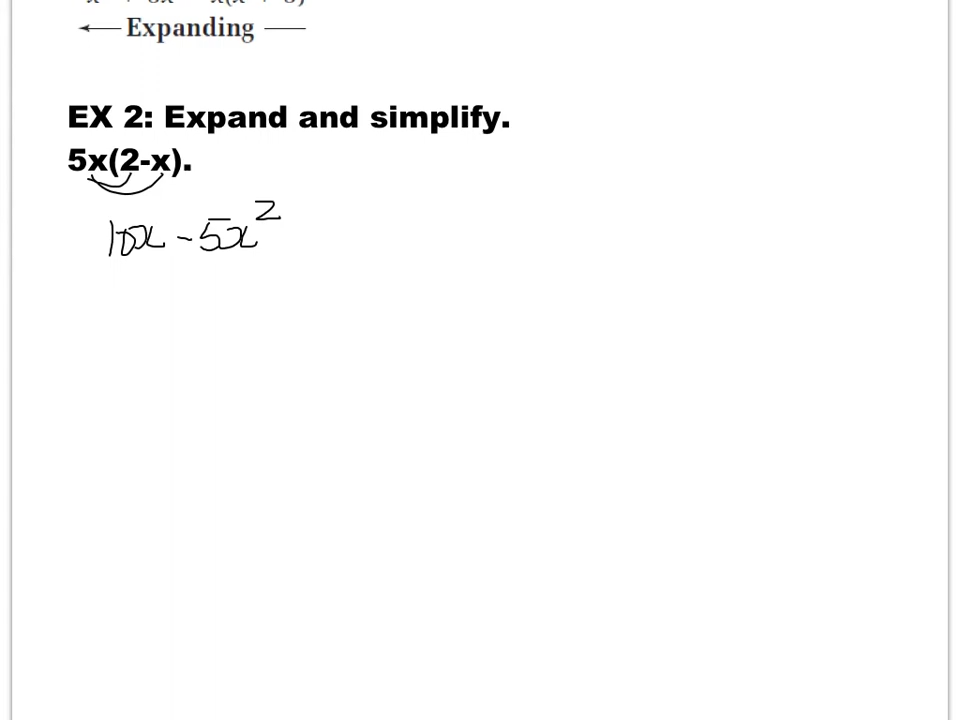 Expanding
EX 2: Expand and simplify.
5x(2-x).
10x - 5x²